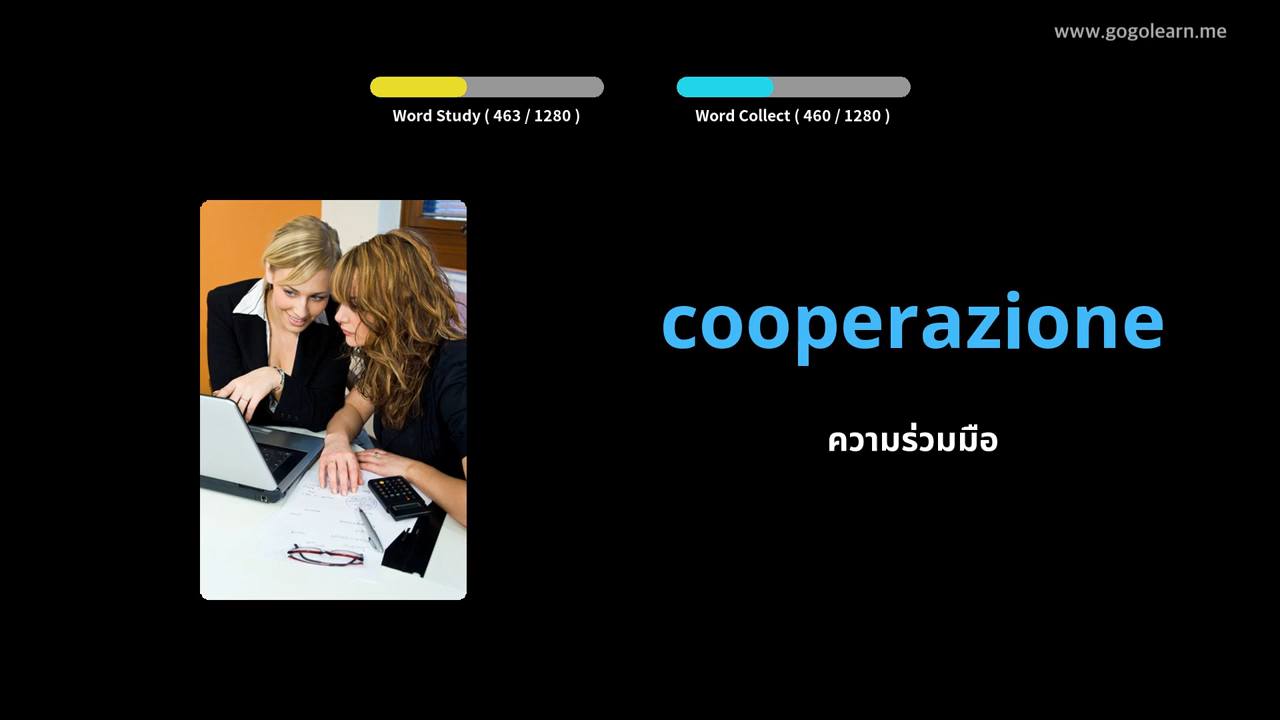 www.gogolearn.me
Word Study ( 463 / 1280 )
Word Collect ( 460 / 1280 )
cooperazione
ความร่วมมือ